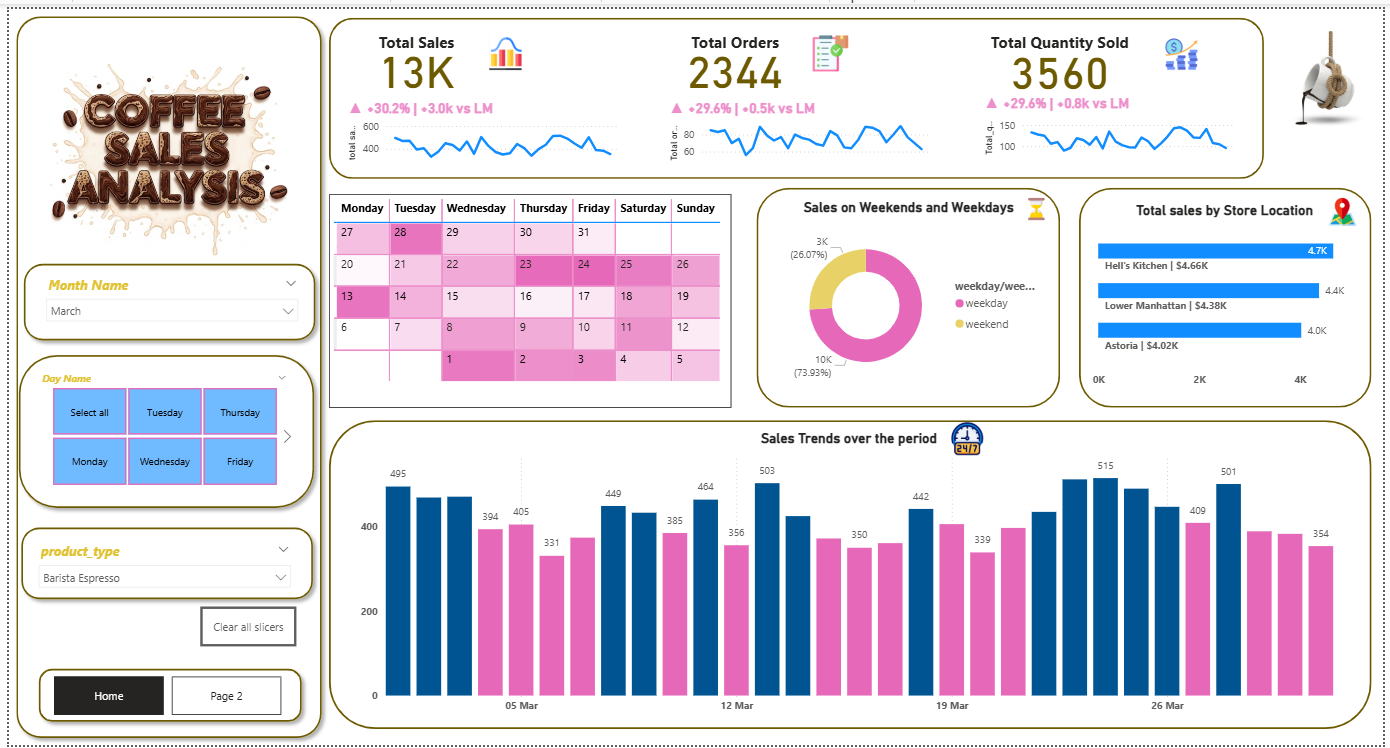 COFFEE
SALES
ANALYSIS
Month Name
March
Day Name
Select all Tuesday Thursday
Monday Wednesday Friday
product_type
Barista Espresso
Clear all slicers
Home Page 2
Total Sales
13K
+30.2% | +3.0k vs LM
total sa...
600
400
Total Orders
2344
+29.6% | +0.5k vs LM
Total or...
80
60
Total Quantity Sold
3560
+29.6% | +0.8k vs LM
Total_q...
150
100
Monday Tuesday Wednesday Thursday Friday Saturday Sunday
27 28 29 30 31
20 21 22 23 24 25 26
13 14 15 16 17 18 19
6 7 8 9 10 11 12
1 2 3 4 5
Sales on Weekends and Weekdays
3K
(26.07%)
10K
(73.93%)
weekday/wee...
weekday
weekend
Total sales by Store Location
4.7K
Hell's Kitchen | $4.66K
4.4K
Lower Manhattan | $4.38K
4.0K
Astoria | $4.02K
0K 2K 4K
Sales Trends over the period
24/7
495 394 405 331 449 385 464 356 503 350 442 339 515 409 501 354
400
200
0
05 Mar 12 Mar 19 Mar 26 Mar